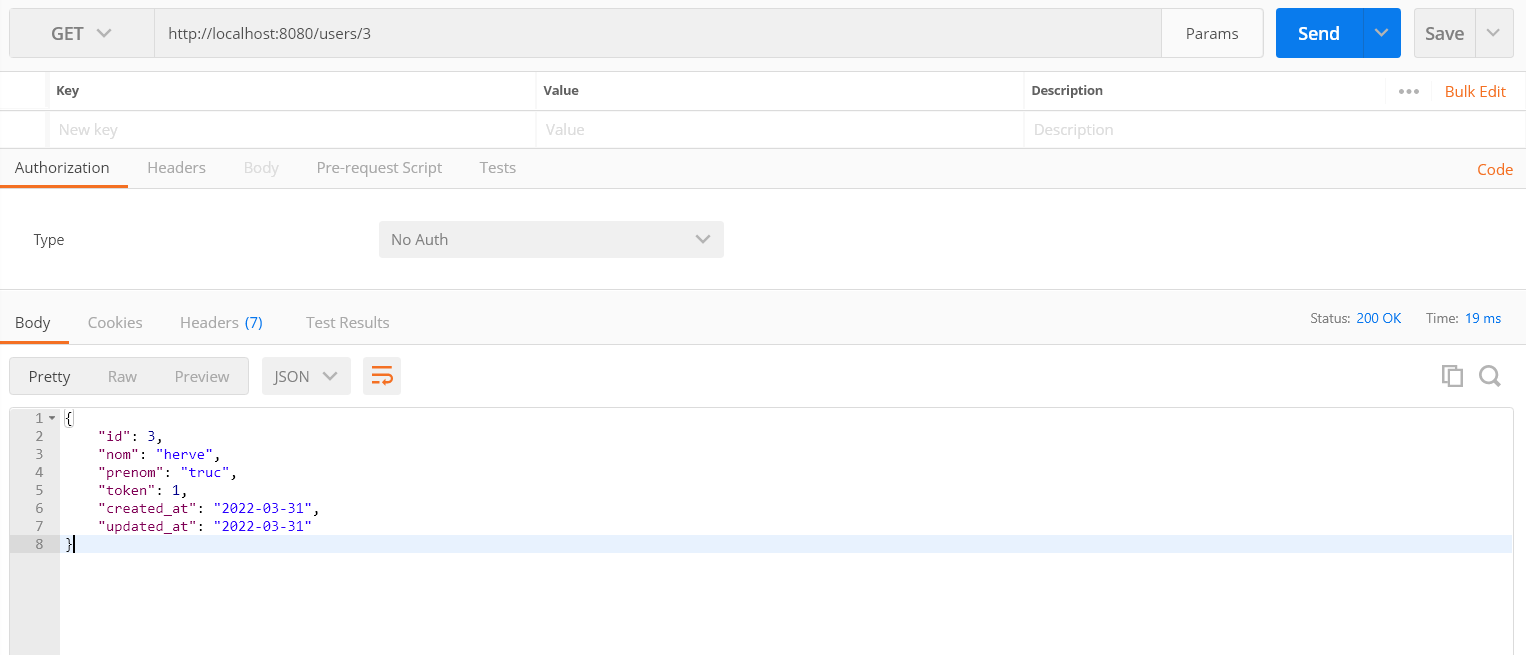 GET http://localhost:8080/users/3 Params Send Save
Key Value Description Bulk Edit
New key Value Description
Authorization Headers Body Pre-request Script Tests Code
Type No Auth
Body Cookies Headers (7) Test Results Status: 200 OK Time: 19 ms
Pretty Raw Preview JSON
1 {
2 "id": 3,
3 "nom": "herve",
4 "prenom": "truc",
5 "token": 1,
6 "created_at": "2022-03-31",
7 "updated_at": "2022-03-31"
8 }